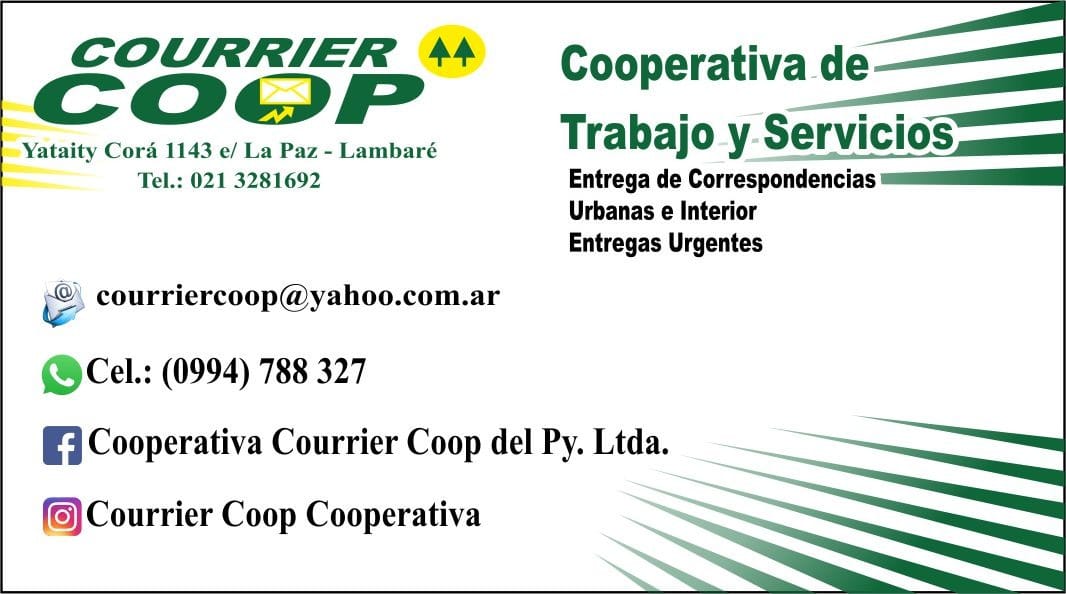 COURRIER
COOP
Yataity Corá 1143 e/ La Paz - Lambaré
Tel.: 021 3281692
Cooperativa de
Trabajo y Servicios
Entrega de Correspondencias
Urbanas e Interior
Entregas Urgentes
courriercoop@yahoo.com.ar
Cel.: (0994) 788 327
Cooperativa Courrier Coop del Py. Ltda.
Courrier Coop Cooperativa